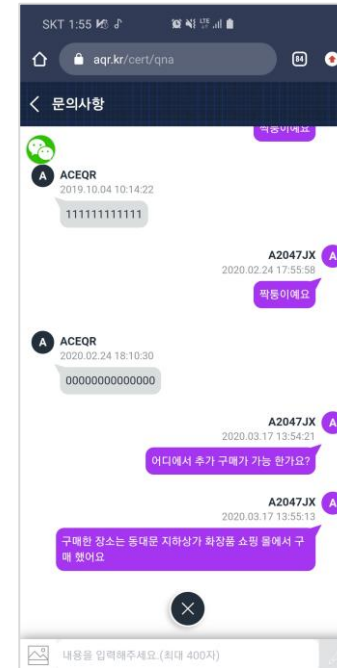 SKT 1:55
LTE
aqr.kr/cert/qna
84
문의사항
짝퉁이예요
A ACEQR
2019.10.04 10:14:22
111111111111
A2047JX A
2020.02.24 17:55:58
짝퉁이예요
A ACEQR
2020.02.24 18:10:30
00000000000000
A2047JX A
2020.03.17 13:54:21
어디에서 추가 구매가 가능 한가요?
A2047JX A
2020.03.17 13:55:13
구매한 장소는 동대문 지하상가 화장품 쇼핑 몰에서 구
매 했어요
내용을 입력해주세요.(최대 400자)